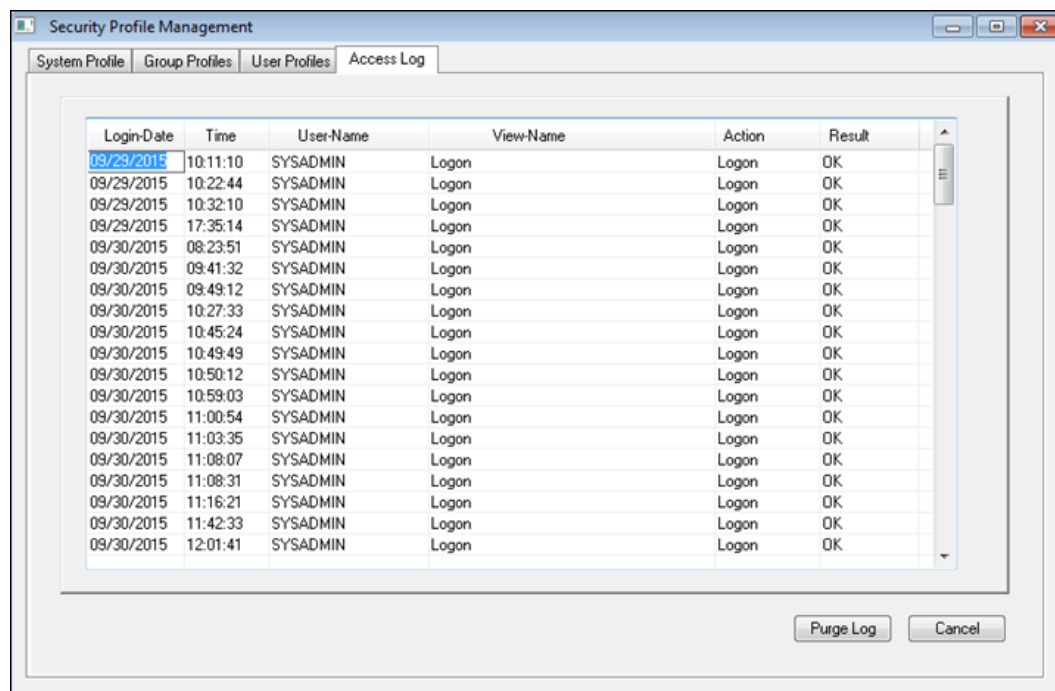 Security Profile Management
System Profile Group Profiles User Profiles Access Log
Login-Date Time User-Name View-Name Action Result
09/29/2015 10:11:10 SYSADMIN Logon Logon OK
09/29/2015 10:22:44 SYSADMIN Logon Logon OK
09/29/2015 10:32:10 SYSADMIN Logon Logon OK
09/29/2015 17:35:14 SYSADMIN Logon Logon OK
09/30/2015 08:23:51 SYSADMIN Logon Logon OK
09/30/2015 09:41:32 SYSADMIN Logon Logon OK
09/30/2015 09:49:12 SYSADMIN Logon Logon OK
09/30/2015 10:27:33 SYSADMIN Logon Logon OK
09/30/2015 10:45:24 SYSADMIN Logon Logon OK
09/30/2015 10:49:49 SYSADMIN Logon Logon OK
09/30/2015 10:50:12 SYSADMIN Logon Logon OK
09/30/2015 10:59:03 SYSADMIN Logon Logon OK
09/30/2015 11:00:54 SYSADMIN Logon Logon OK
09/30/2015 11:03:35 SYSADMIN Logon Logon OK
09/30/2015 11:08:07 SYSADMIN Logon Logon OK
09/30/2015 11:08:31 SYSADMIN Logon Logon OK
09/30/2015 11:16:21 SYSADMIN Logon Logon OK
09/30/2015 11:42:33 SYSADMIN Logon Logon OK
09/30/2015 12:01:41 SYSADMIN Logon Logon OK
Purge Log Cancel